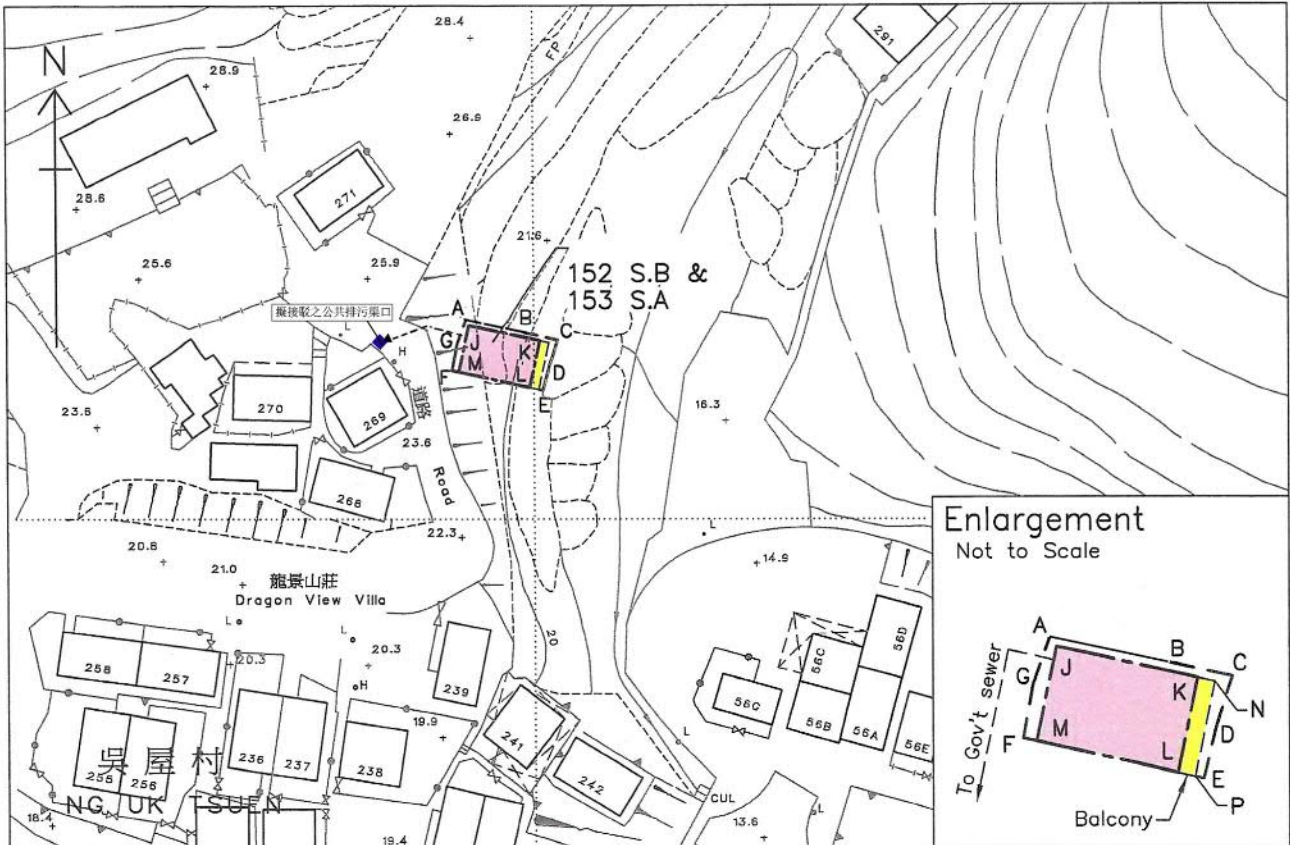 28.4
FP
291
N
28.9
26.9
271
28.6
21.6
25.6
25.9
152 S.B &
153 S.A
擬接駁之公共排污渠口
L
H
A
B
C
G
J
K
M
L
D
F
E
道路
270
269
23.6
23.6
16.3
268
Road
22.3
L
20.8
21.0
14.9
龍景山莊
Dragon View Villa
L
L
20
258
257
20.3
20.3
H
239
56C
56D
56G
56B
56A
56E
19.9
241
236
237
238
242
吳屋村
258
256
NG UK TSUEN
L
CUL
L
18.4
19.4
13.6
Enlargement
Not to Scale
A
B
C
J
G
K
N
To Gov't sewer
M
D
F
L
E
P
Balcony